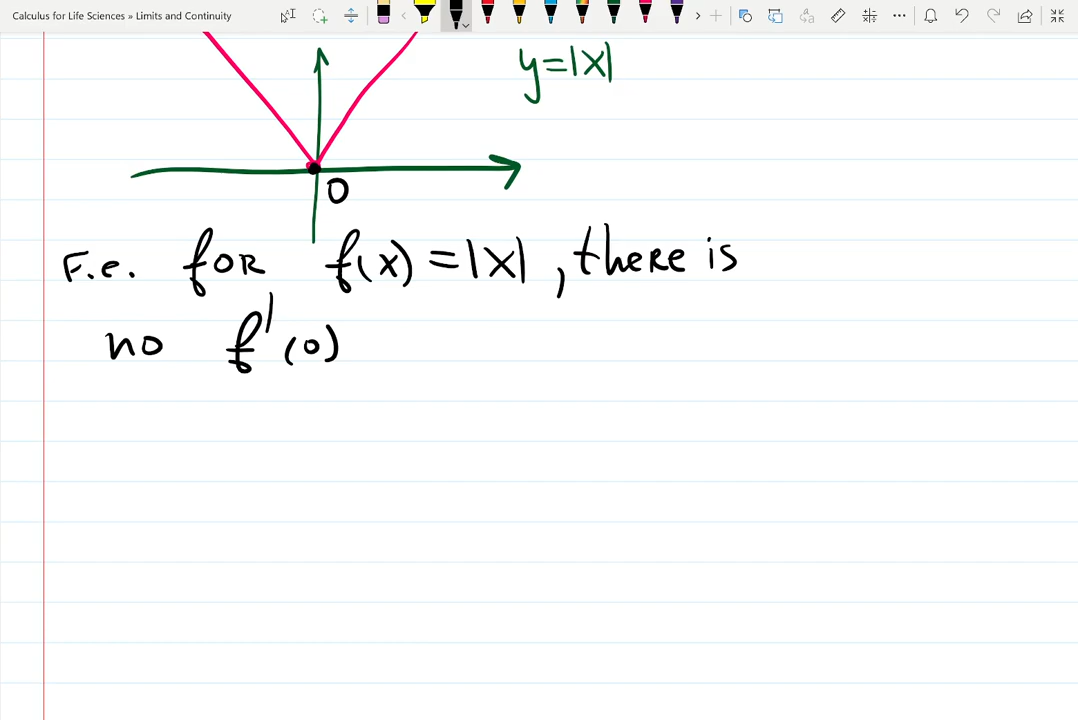 Calculus for Life Sciences » Limits and Continuity
y=|x|
0
F.e. for f(x)=|x|, there is
no f'(0)